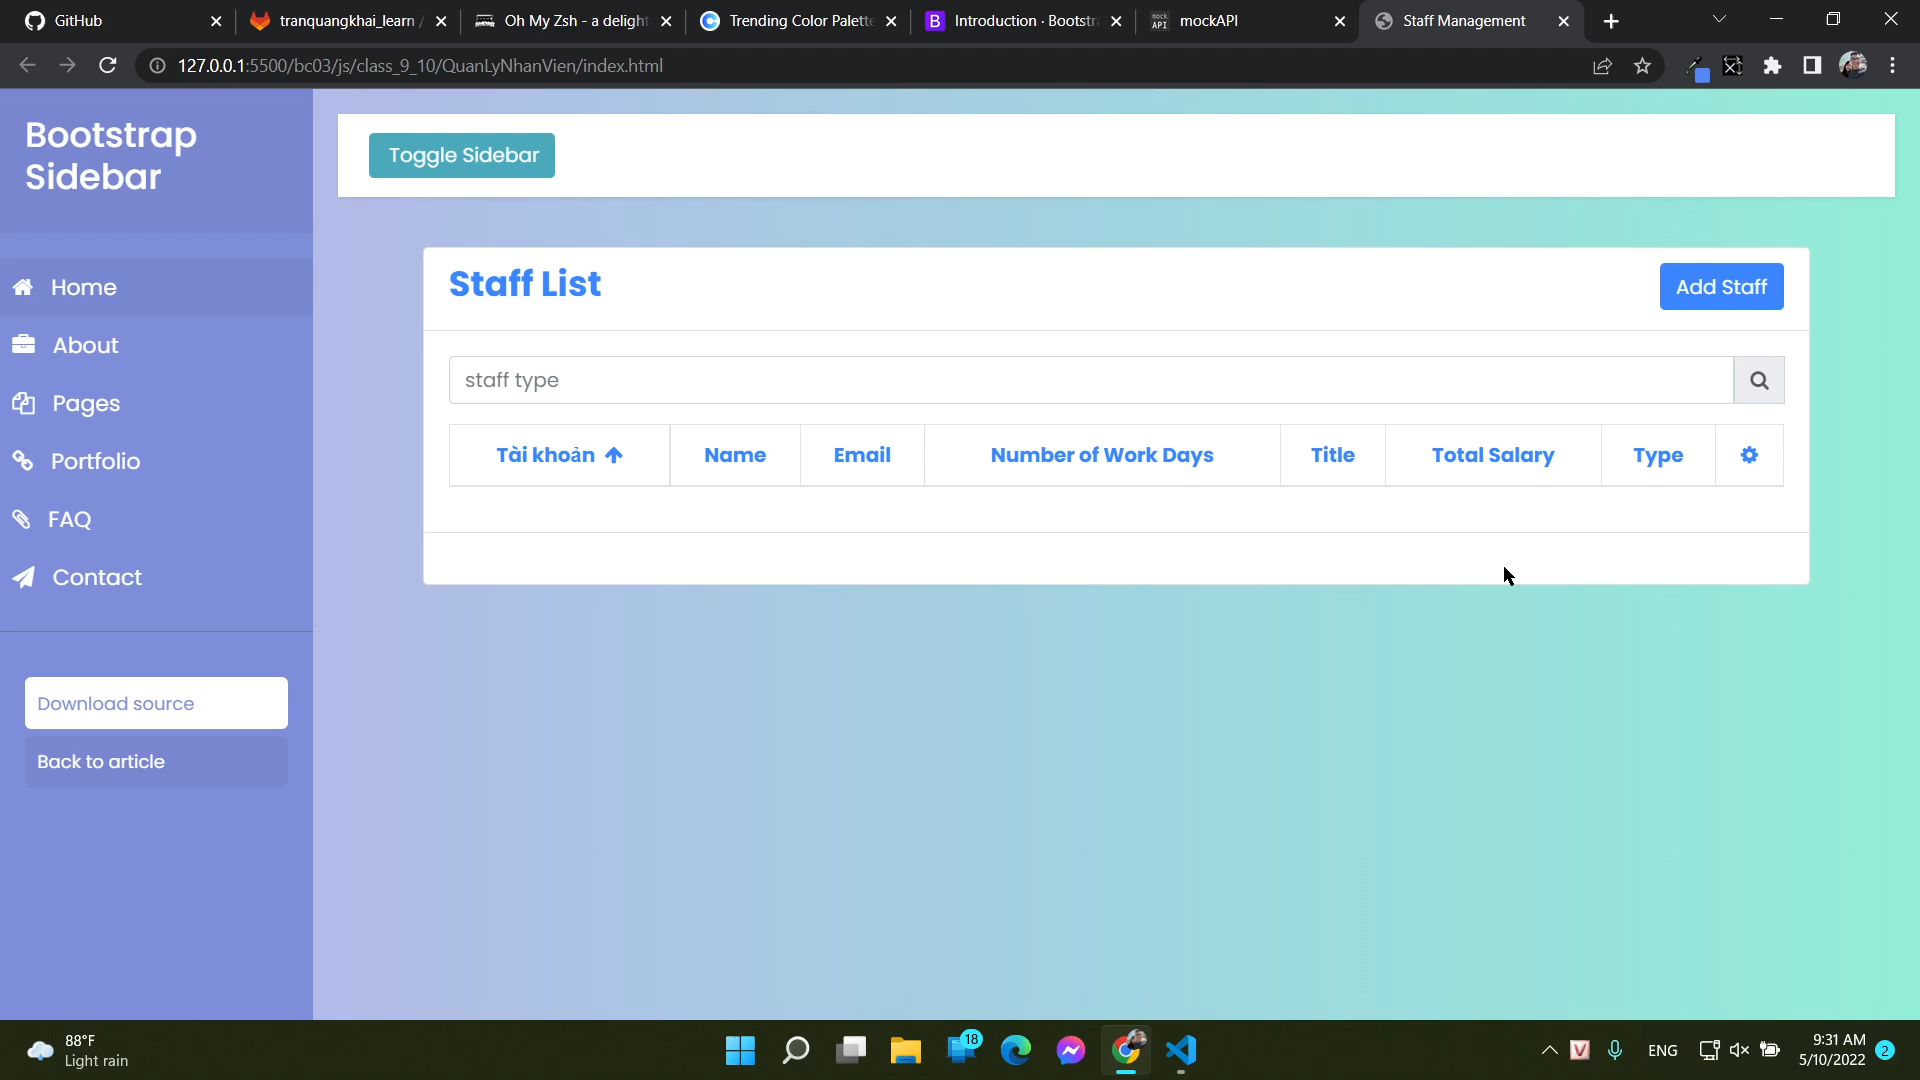 GitHub
tranquangkhai_learn /
Oh My Zsh - a delight
Trending Color Palette
Introduction · Bootstra
mockAPI
Staff Management
127.0.0.1:5500/bc03/js/class_9_10/QuanLyNhanVien/index.html
Bootstrap
Sidebar
Home
About
Pages
Portfolio
FAQ
Contact
Download source
Back to article
Toggle Sidebar
Staff List
Add Staff
staff type
Tài khoản
Name
Email
Number of Work Days
Title
Total Salary
Type
88°F
Light rain
18
ENG
9:31 AM
5/10/2022
2